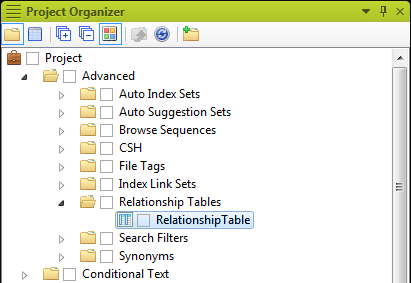 Project Organizer
Project
Advanced
Auto Index Sets
Auto Suggestion Sets
Browse Sequences
CSH
File Tags
Index Link Sets
Relationship Tables
RelationshipTable
Search Filters
Synonyms
Conditional Text